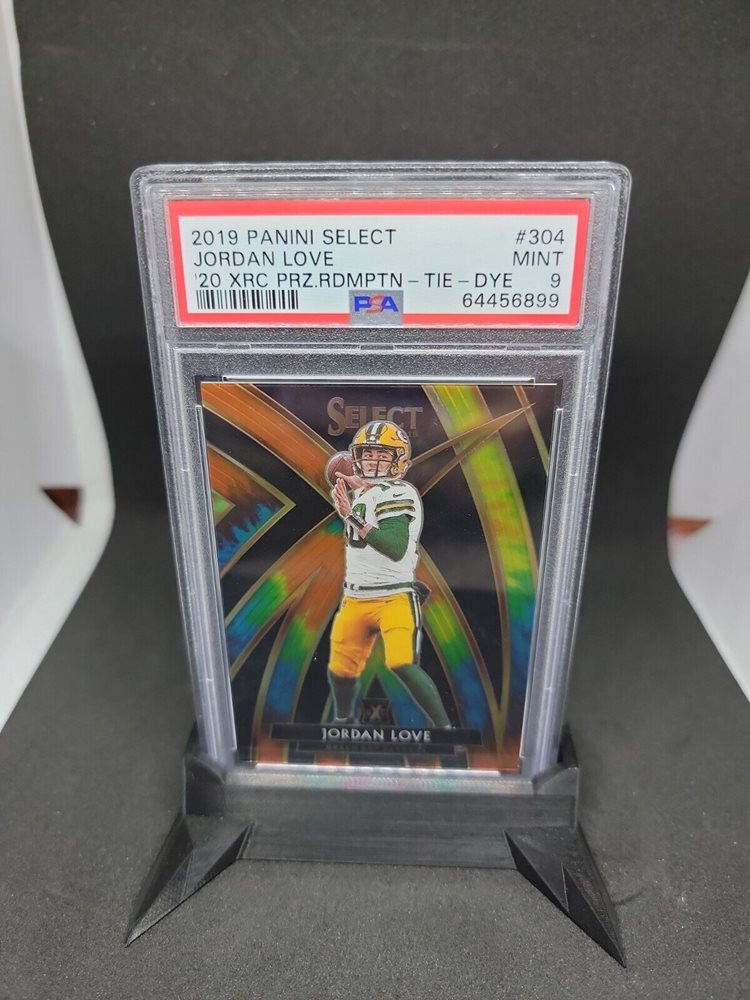 2019 PANINI SELECT #304
JORDAN LOVE MINT
'20 XRC PRZ.RDMPTN - TIE - DYE 9
PSA 64456899
SELECT
JORDAN LOVE